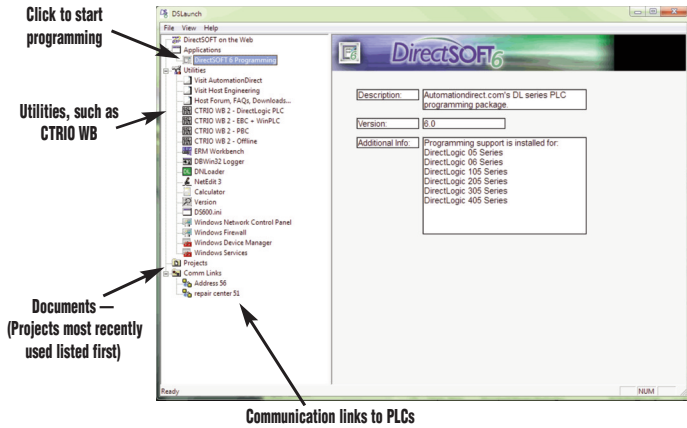 Click to start
programming
Utilities, such as
CTRIO WB
Documents —
(Projects most recently
used listed first)
Communication links to PLCs
DSLaunch
File View Help
DirectSOFT on the Web
Applications
DirectSOFT 6 Programming
Utilities
Visit AutomationDirect
Visit Host Engineering
Host Forum, FAQs, Downloads...
CTRIO WB 2 - DirectLogic PLC
CTRIO WB 2 - EBC + WinPLC
CTRIO WB 2 - PBC
CTRIO WB 2 - Offline
ERM Workbench
DBWin32 Logger
DNLoader
NetEdit 3
Calculator
Version
DS600.ini
Windows Network Control Panel
Windows Firewall
Windows Device Manager
Windows Services
Projects
Comm Links
Address 56
repair center 51
DirectSOFT6
Description:
Automationdirect.com's DL series PLC
programming package.
Version:
6.0
Additional Info:
Programming support is installed for:
DirectLogic 05 Series
DirectLogic 06 Series
DirectLogic 105 Series
DirectLogic 205 Series
DirectLogic 305 Series
DirectLogic 405 Series
Ready
NUM